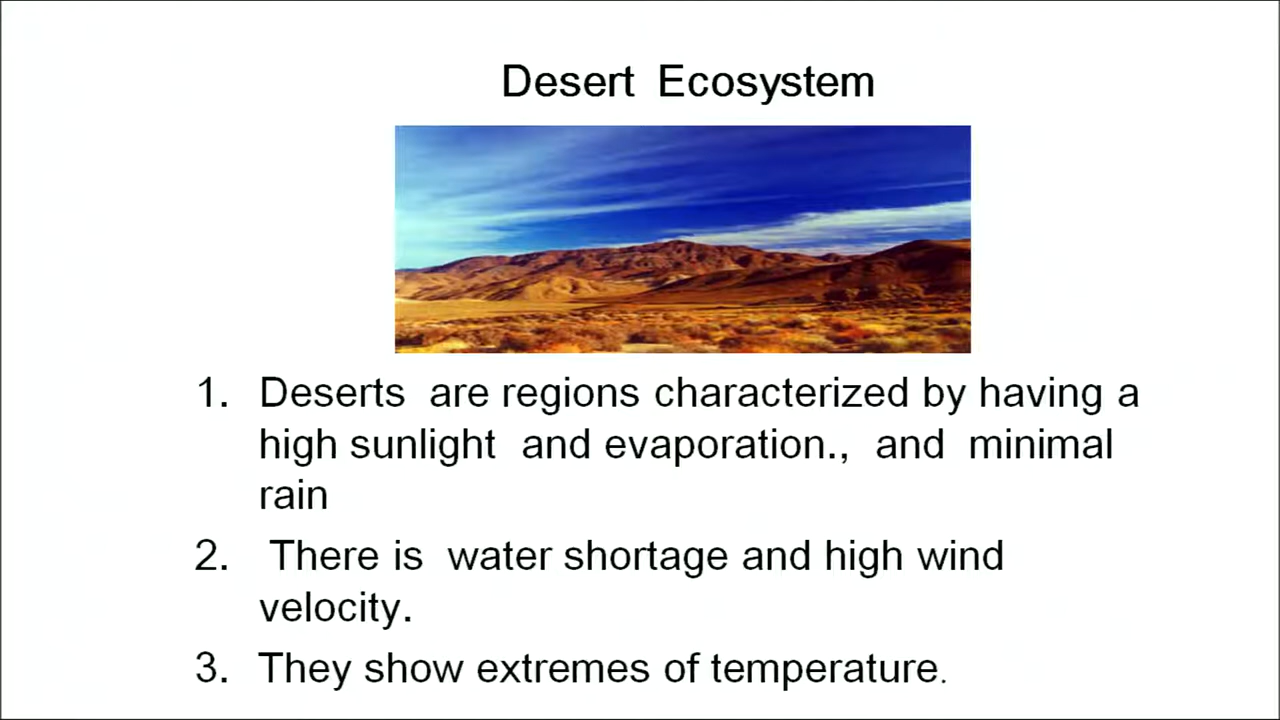 Desert Ecosystem
1. Deserts are regions characterized by having a
high sunlight and evaporation., and minimal
rain
2. There is water shortage and high wind
velocity.
3. They show extremes of temperature.